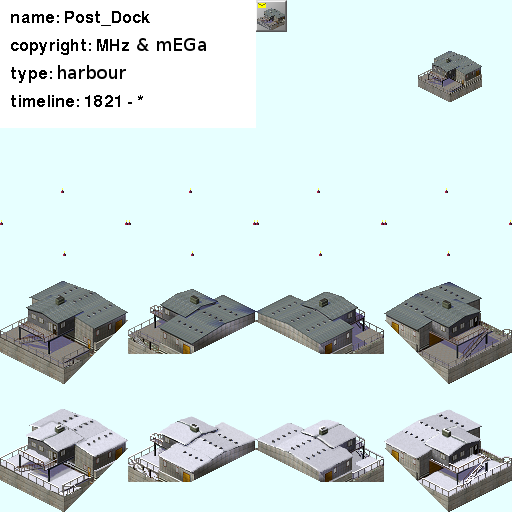 name: Post_Dock
copyright: MHz & mEGa
type: harbour
timeline: 1821 - *